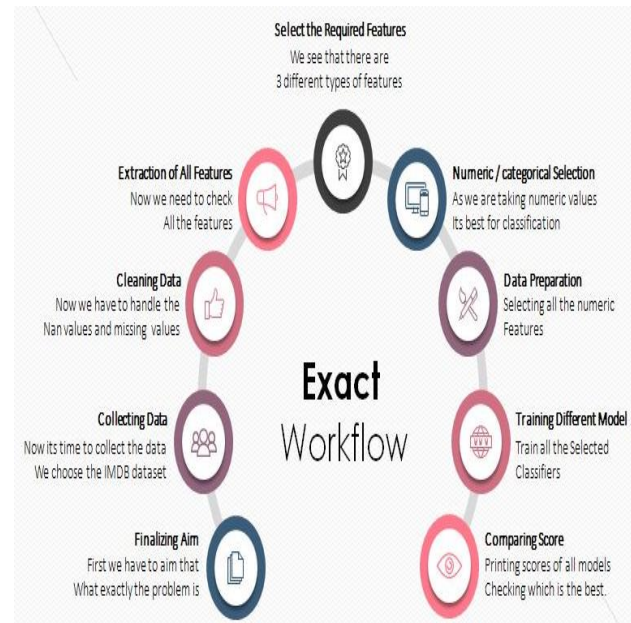 Select the Required Features
We see that there are
3 different types of features
Extraction of All Features
Now we need to check
All the features
Numeric / categorical Selection
As we are taking numeric values
Its best for classification
Cleaning Data
Now we have to handle the
Nan values and missing values
Data Preparation
Selecting all the numeric
Features
Exact
Workflow
Collecting Data
Now its time to collect the data
We choose the IMDB dataset
Training Different Model
Train all the Selected
Classifiers
Finalizing Aim
First we have to aim that
What exactly the problem is
Comparing Score
Printing scores of all models
Checking which is the best.